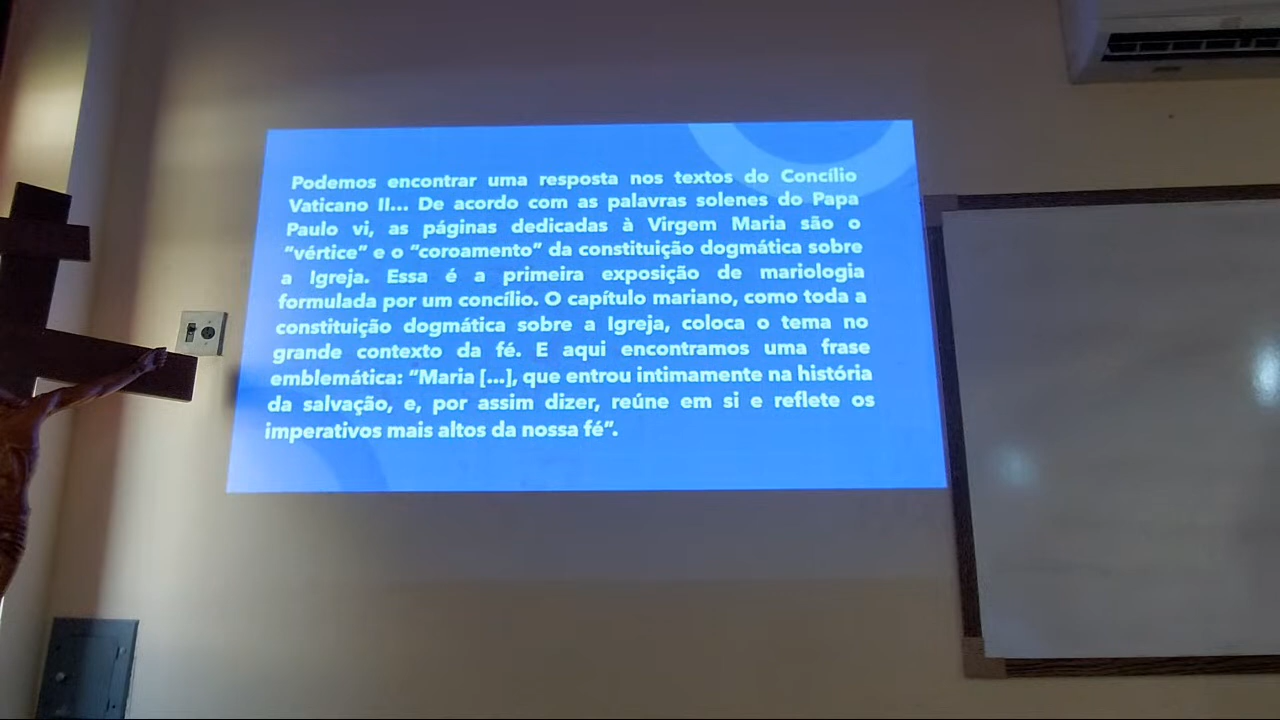 Podemos encontrar uma resposta nos textos do Concílio
Vaticano II... De acordo com as palavras solenes do Papa
Paulo vi, as páginas dedicadas à Virgem Maria são o
“vértice” e o “coroamento” da constituição dogmática sobre
a Igreja. Essa é a primeira exposição de mariologia
formulada por um concílio. O capítulo mariano, como toda a
constituição dogmática sobre a Igreja, coloca o tema no
grande contexto da fé. E aqui encontramos uma frase
emblemática: “Maria [...], que entrou intimamente na história
da salvação, e, por assim dizer, reúne em si e reflete os
imperativos mais altos da nossa fé”.